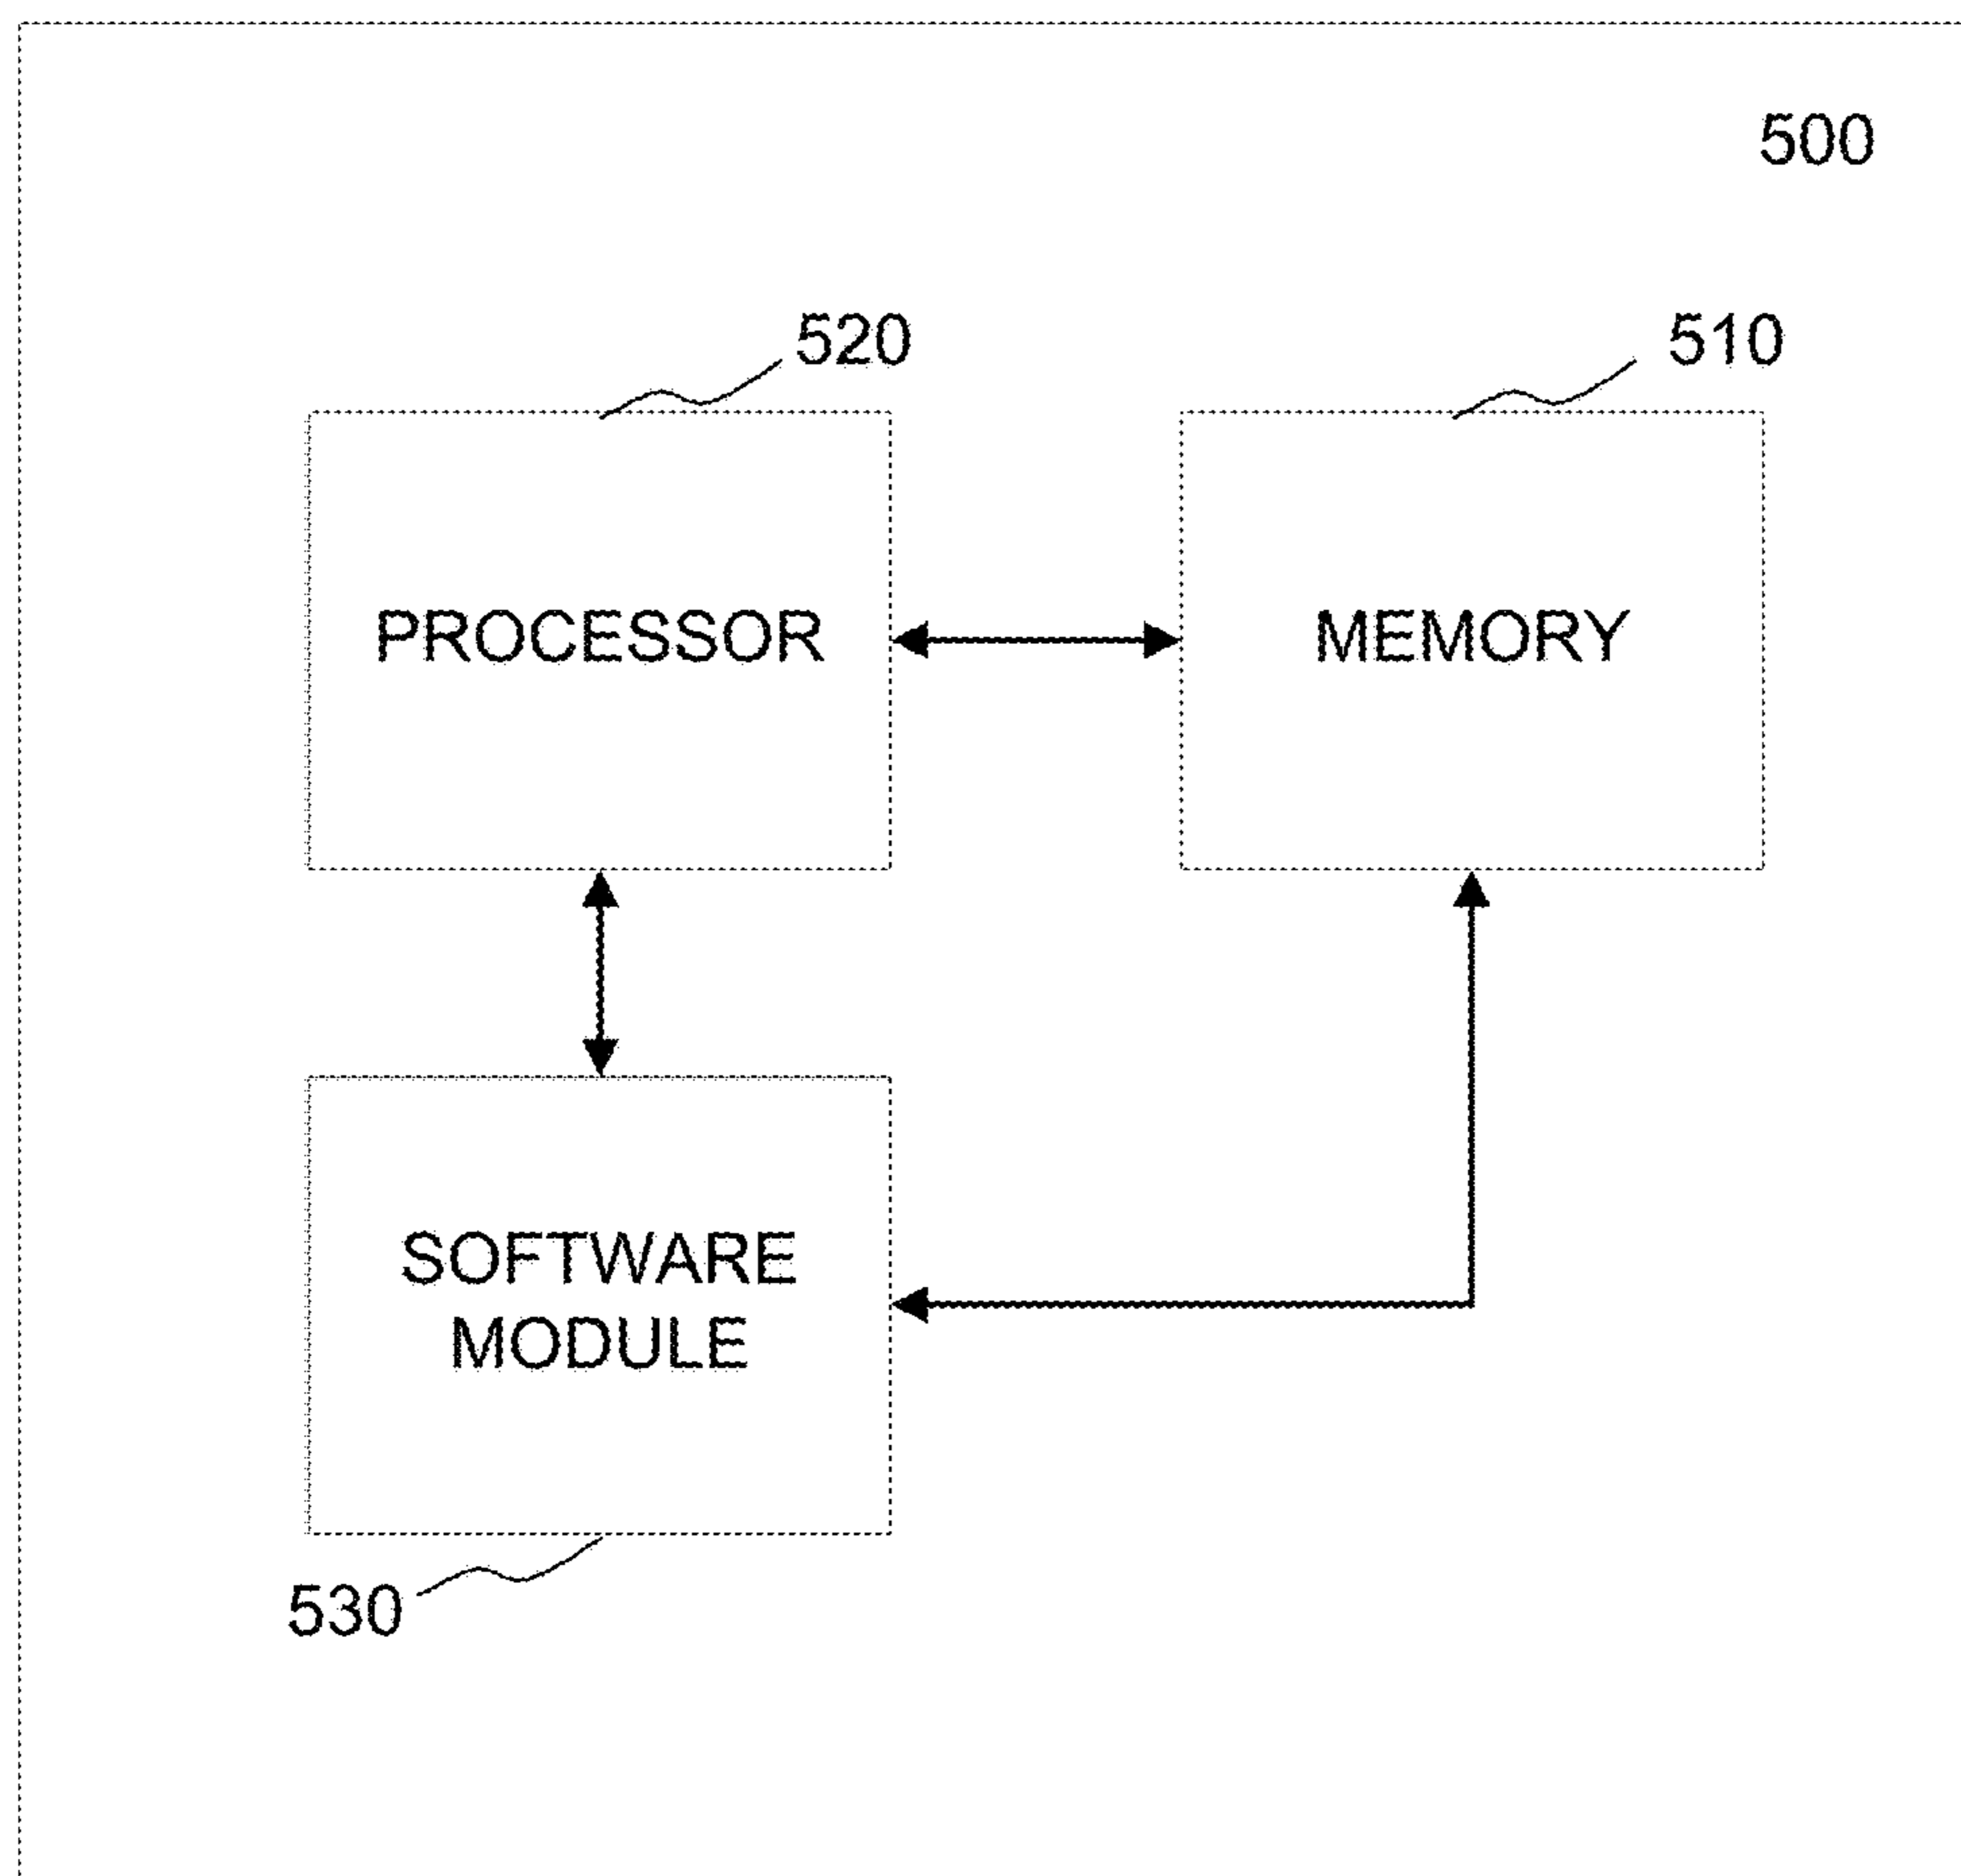 500
520
510
PROCESSOR
MEMORY
SOFTWARE
MODULE
530